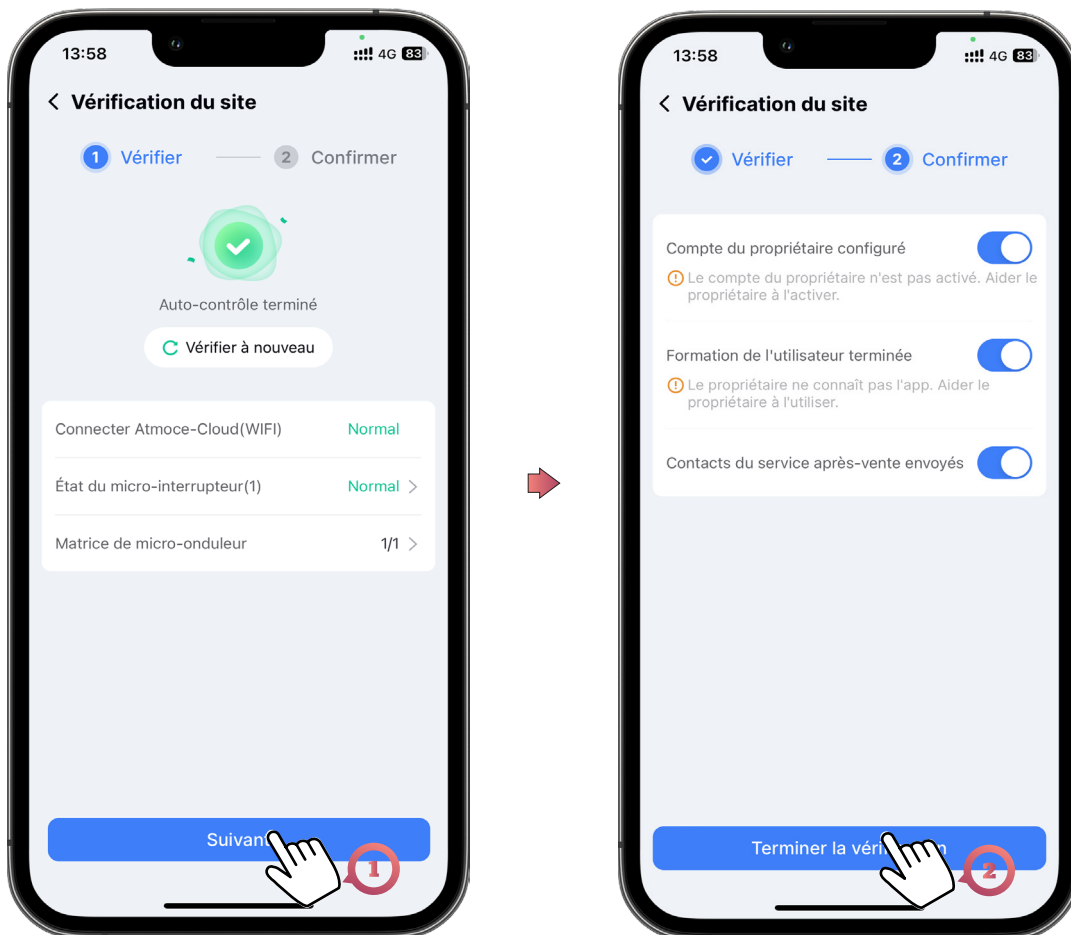 13:58
4G 83
Vérification du site
1 Vérifier 2 Confirmer
Auto-contrôle terminé
Vérifier à nouveau
Connecter Atmoce-Cloud(WIFI) Normal
État du micro-interrupteur(1) Normal
Matrice de micro-onduleur 1/1
Suivant
1
13:58
4G 83
Vérification du site
Vérifier 2 Confirmer
Compte du propriétaire configuré
Le compte du propriétaire n'est pas activé. Aider le
propriétaire à l'activer.
Formation de l'utilisateur terminée
Le propriétaire ne connaît pas l'app. Aider le
propriétaire à l'utiliser.
Contacts du service après-vente envoyés
Terminer la
2